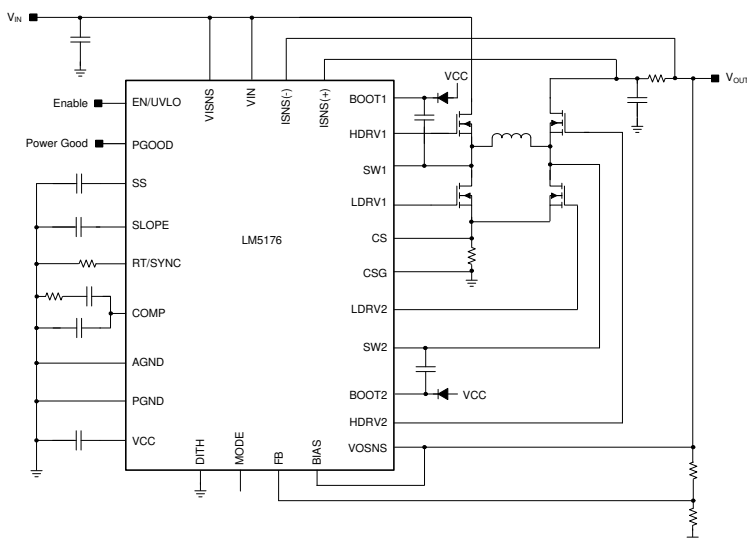 VIN
VOUT
VISNS
VIN
ISNS(-)
ISNS(+)
VCC
Enable
EN/UVLO
BOOT1
Power Good
PGOOD
HDRV1
SS
SW1
LDRV1
SLOPE
LM5176
CS
RT/SYNC
CSG
COMP
LDRV2
SW2
AGND
BOOT2
VCC
PGND
HDRV2
VCC
VOSNS
DITH
MODE
FB
BIAS